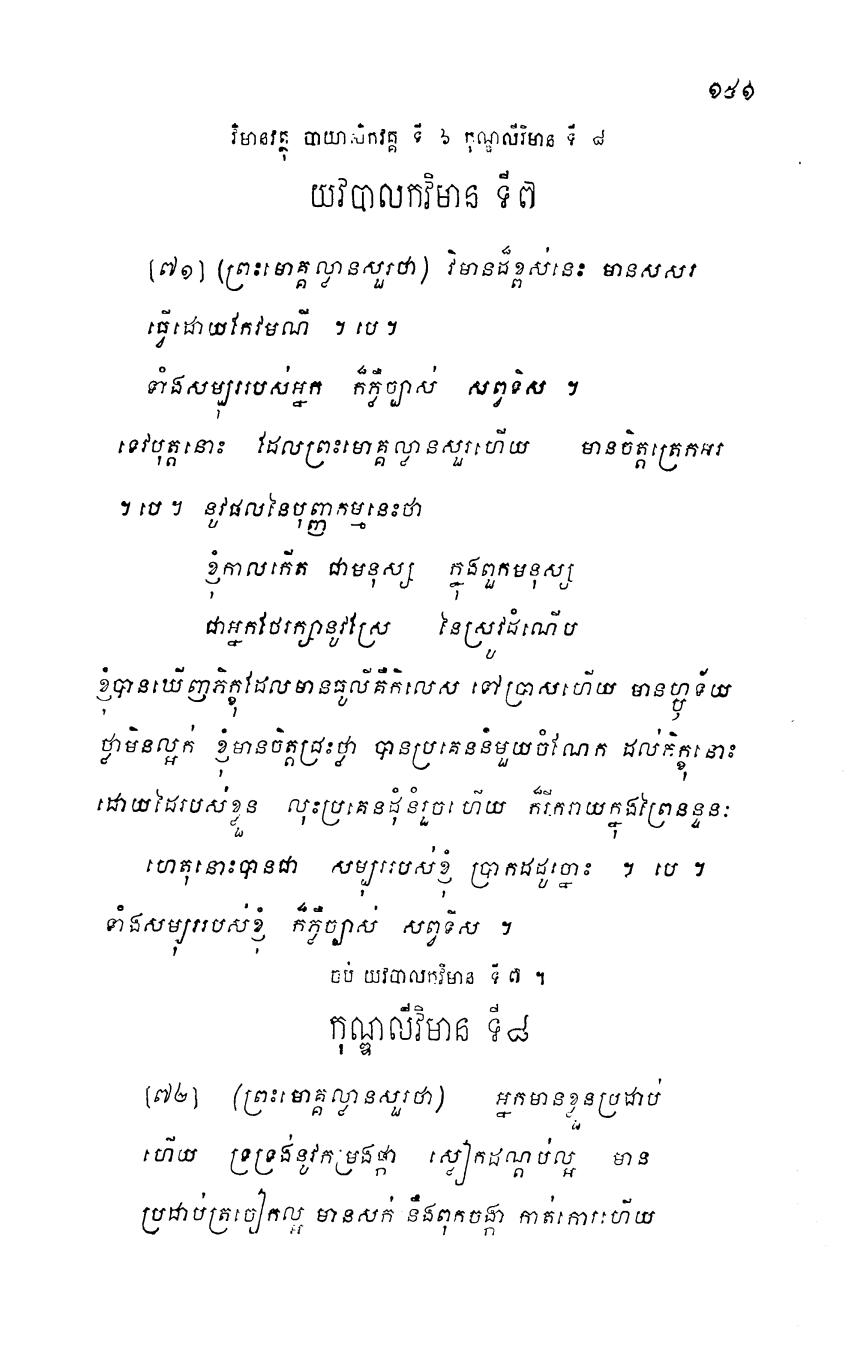 ១៥១
វិមានវត្ថុ បាយាសិកវគ្គ ទី ៦ កុណ្ឌលីវិមាន ទី ៨
យវបាលកវិមាន ទី៧
[៧១] (ព្រះមោគ្គល្លានសួរថា) វិមានដ៏ខ្ពស់នេះ មានសសរ
ធ្វើដោយកែវមណី ។ បេ ។
ទាំងសម្បុររបស់អ្នក ក៏ភ្លឺច្បាស់ សព្វទិស ។
ទេវបុត្តនោះ ដែលព្រះមោគ្គល្លានសួរហើយ មានចិត្តត្រេកអរ
។ បេ ។ នូវផលនៃបុញ្ញកម្មនេះថា
ខ្ញុំកាលកើត ជាមនុស្ស ក្នុងពួកមនុស្ស
ជាអ្នកថែរក្សានូវស្រែ នៃស្រូវដំណើប
ខ្ញុំបានឃើញភិក្ខុដែលមានធូលីគឺកិលេស ទៅប្រាសហើយ មានហ្ឫទ័យ
ថ្លាមិនល្អក់ ខ្ញុំមានចិត្តជ្រះថ្លា បានប្រគេននំមួយចំណែក ដល់ភិក្ខុនោះ
ដោយដៃរបស់ខ្លួន លុះប្រគេនដុំនំរួចហើយ ក៏រីករាយក្នុងព្រៃនន្ទនៈ
ហេតុនោះបានជា សម្បុររបស់ខ្ញុំ ប្រាកដដូច្នោះ ។ បេ ។
ទាំងសម្បុររបស់ខ្ញុំ ក៏ភ្លឺច្បាស់ សព្វទិស ។
ចប់ យវបាលកវិមាន ទី ៧ ។
កុណ្ឌលីវិមាន ទី៨
[៧២] (ព្រះមោគ្គល្លានសួរថា) អ្នកមានខ្លួនប្រដាប់
ហើយ ទ្រទ្រង់នូវកម្រងផ្កា ស្លៀកដណ្តប់ល្អ មាន
ប្រដាប់ត្រចៀកល្អ មានសក់ នឹងពុកចង្កា កាត់កោរហើយ